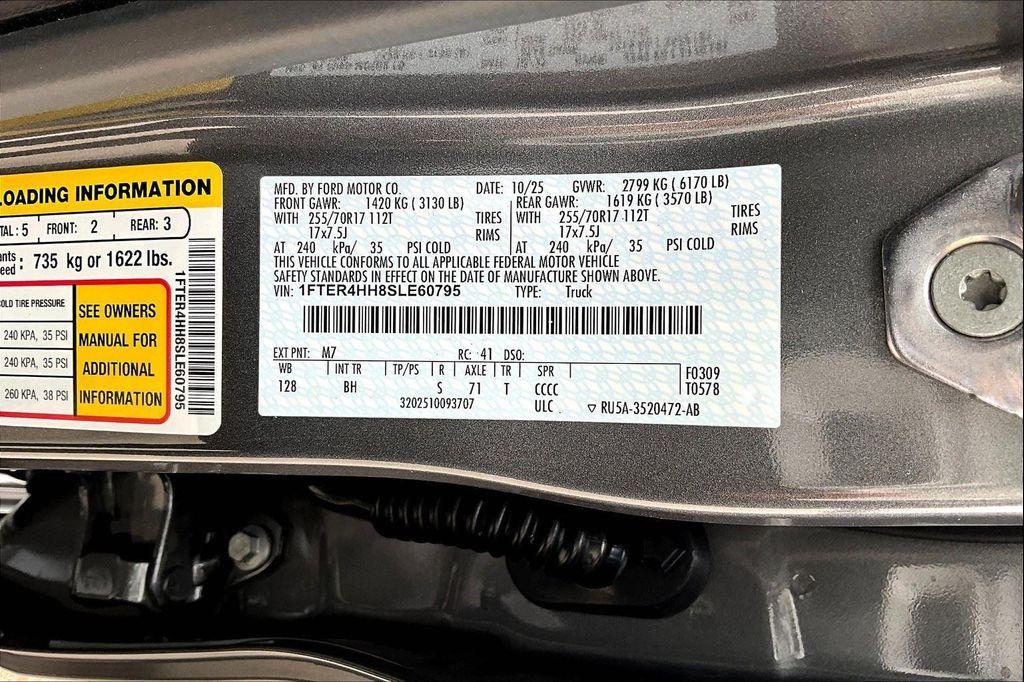 LOADING INFORMATION
TAL : 5 FRONT: 2 REAR: 3
735 kg or 1622 lbs.
COLD TIRE PRESSURE
240 KPA, 35 PSI
240 KPA, 35 PSI
260 KPA, 38 PSI
SEE OWNERS
MANUAL FOR
ADDITIONAL
INFORMATION
1FTER4HH8SLE60795
MFD. BY FORD MOTOR CO. DATE: 10/25 GVWR: 2799 KG ( 6170 LB)
FRONT GAWR: 1420 KG ( 3130 LB) REAR GAWR: 1619 KG ( 3570 LB)
WITH 255/70R17 112T TIRES WITH 255/70R17 112T TIRES
17x7.5J RIMS 17x7.5J RIMS
AT 240 kPa/ 35 PSI COLD AT 240 kPa/ 35 PSI COLD
THIS VEHICLE CONFORMS TO ALL APPLICABLE FEDERAL MOTOR VEHICLE
SAFETY STANDARDS IN EFFECT ON THE DATE OF MANUFACTURE SHOWN ABOVE.
VIN: 1FTER4HH8SLE60795 TYPE: Truck
EXT PNT: M7 RC: 41 DSO:
WB INT TR TP/PS R AXLE TR SPR F0309
128 BH S 71 T CCCC T0578
3202510093707 ULC ▽ RU5A-3520472-AB